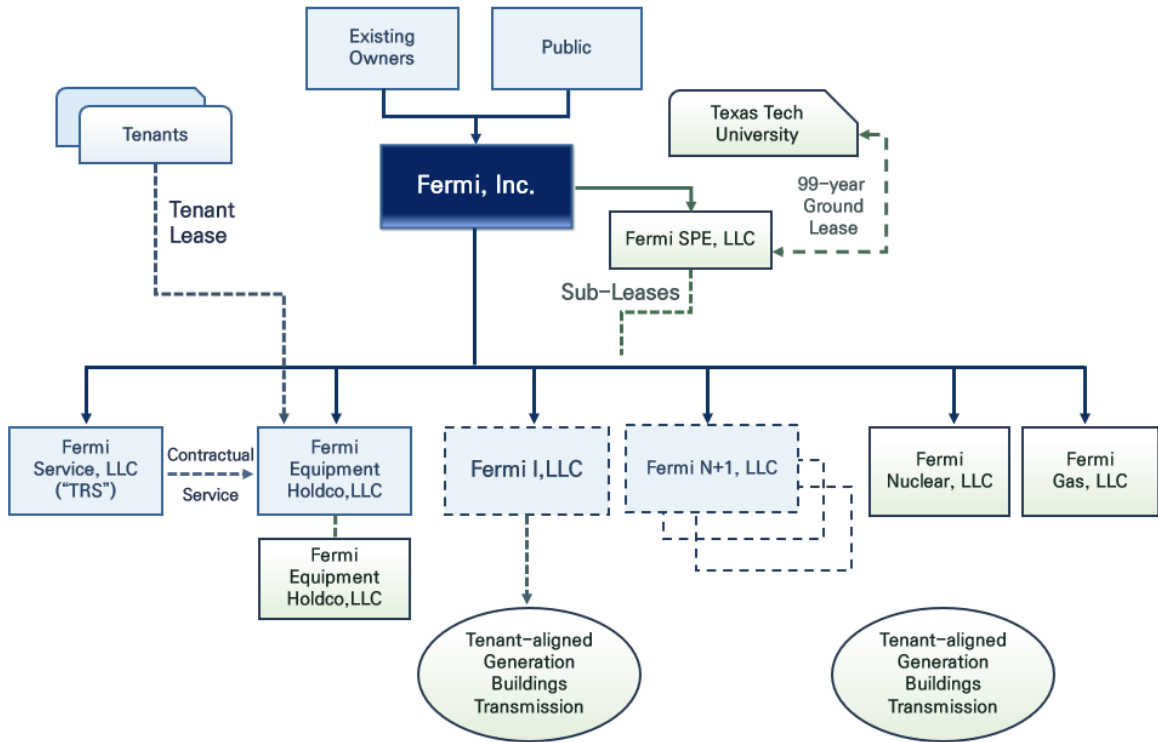 Existing
Owners
Public
Tenants
Texas Tech
University
Fermi, Inc.
Tenant
Lease
99-year
Ground
Lease
Fermi SPE, LLC
Sub-Leases
Fermi
Service, LLC
(“TRS”)
Contractual
Service
Fermi
Equipment
Holdco,LLC
Fermi I,LLC
Fermi N+1, LLC
Fermi
Nuclear, LLC
Fermi
Gas, LLC
Fermi
Equipment
Holdco,LLC
Tenant-aligned
Generation
Buildings
Transmission
Tenant-aligned
Generation
Buildings
Transmission